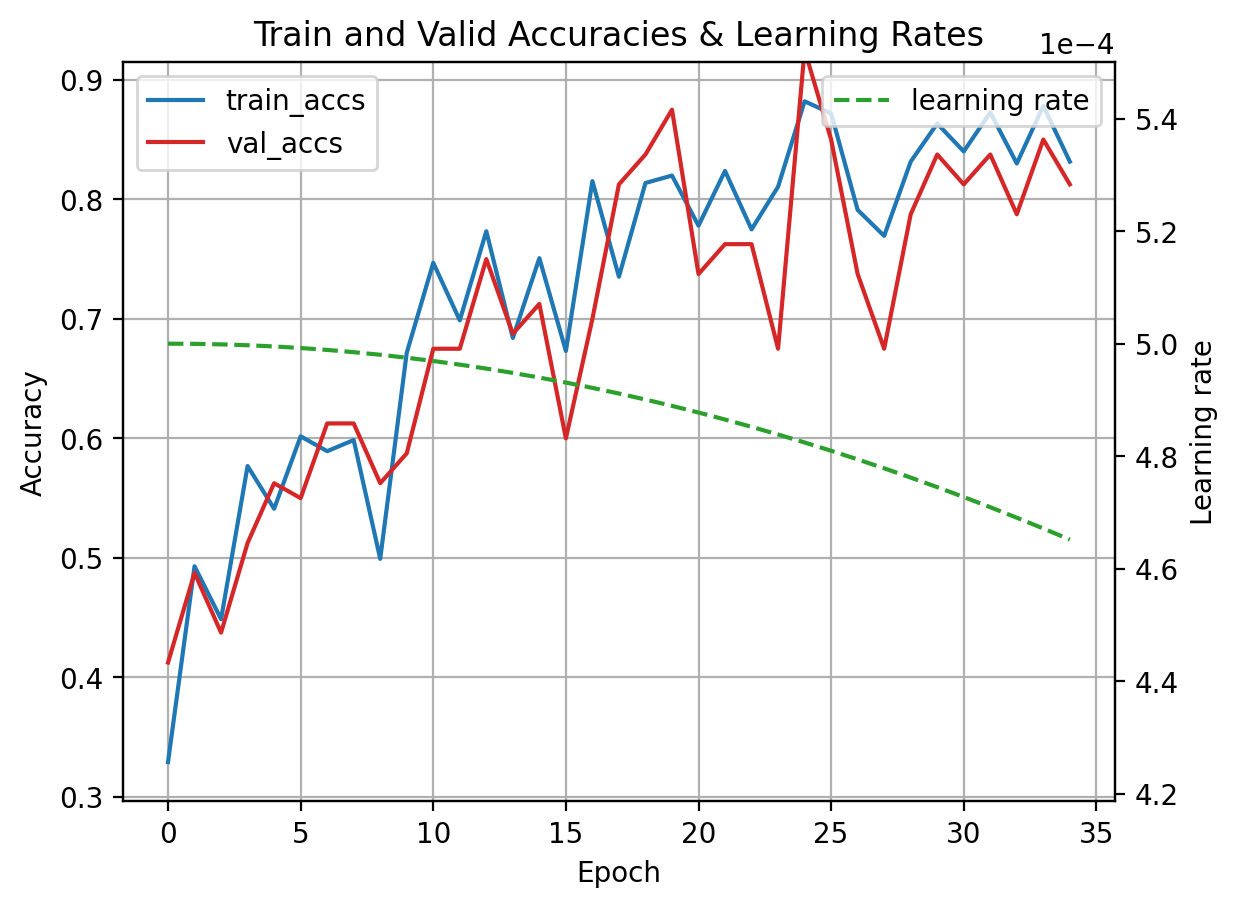 Train and Valid Accuracies & Learning Rates
1e−4
train_accs
val_accs
learning rate
Accuracy
0.9
0.8
0.7
0.6
0.5
0.4
0.3
5.4
5.2
5.0
4.8
4.6
4.4
4.2
Learning rate
0 5 10 15 20 25 30 35
Epoch